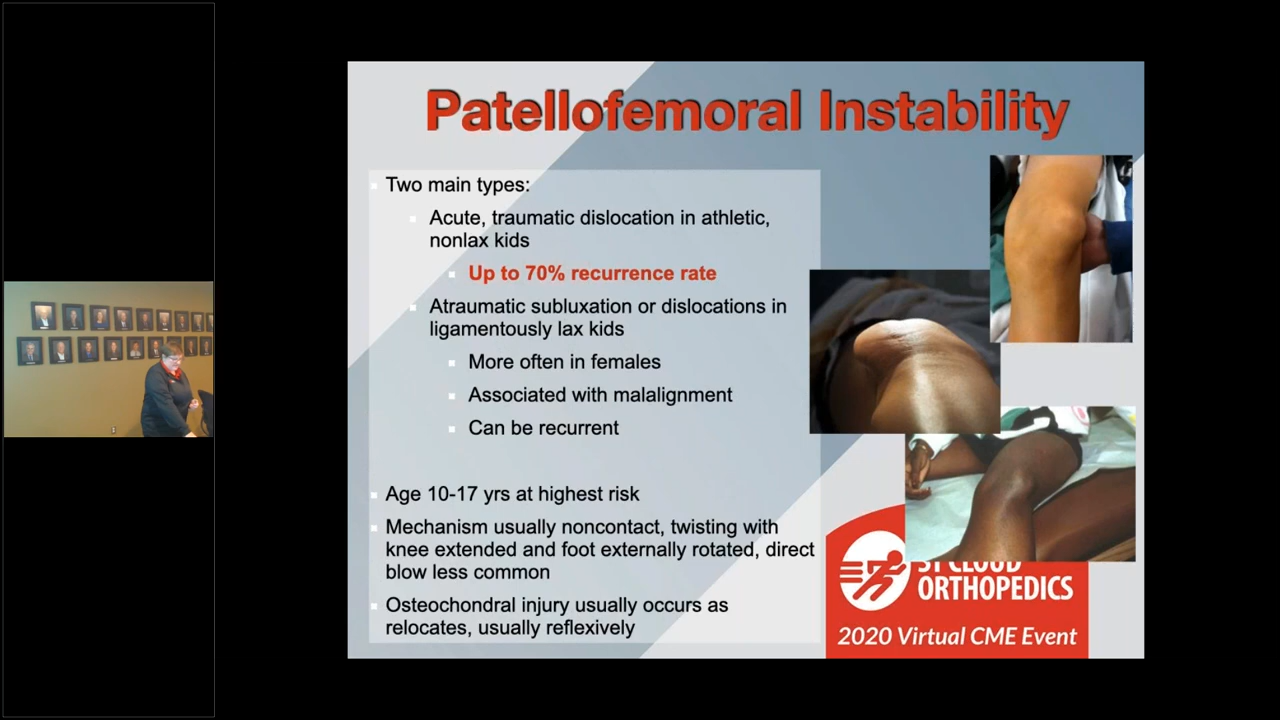 Patellofemoral Instability
Two main types:
Acute, traumatic dislocation in athletic,
nonlax kids
Up to 70% recurrence rate
Atraumatic subluxation or dislocations in
ligamentously lax kids
More often in females
Associated with malalignment
Can be recurrent
Age 10-17 yrs at highest risk
Mechanism usually noncontact, twisting with
knee extended and foot externally rotated, direct
blow less common
Osteochondral injury usually occurs as
relocates, usually reflexively
ST CLOUD
ORTHOPEDICS
2020 Virtual CME Event